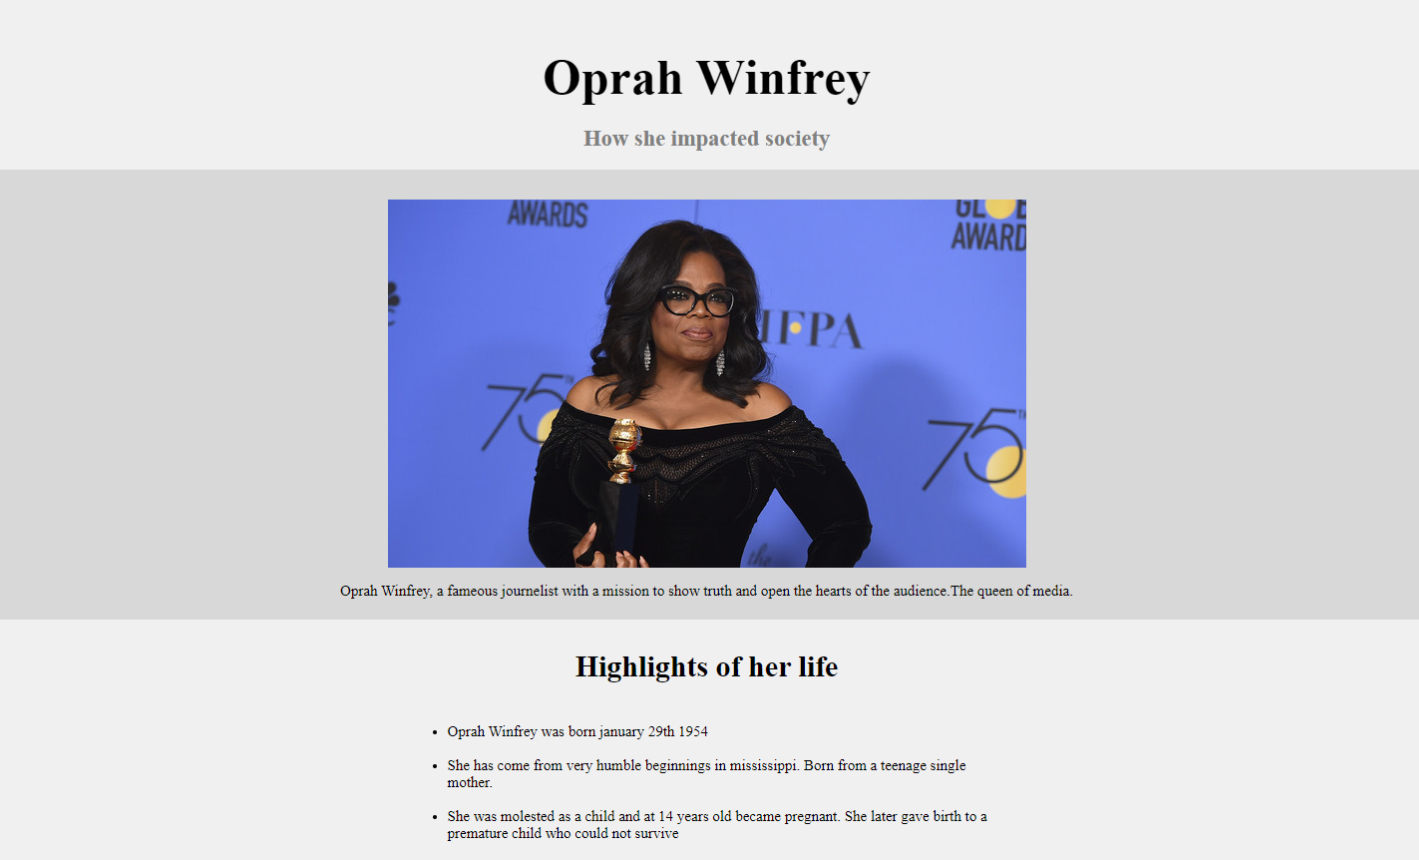 Oprah Winfrey
How she impacted society
AWARDS
GL BE
AWARD
HFPA
75TH
75TH
the
Oprah Winfrey, a fameous journelist with a mission to show truth and open the hearts of the audience.The queen of media.
Highlights of her life
• Oprah Winfrey was born january 29th 1954
• She has come from very humble beginnings in mississippi. Born from a teenage single
mother.
• She was molested as a child and at 14 years old became pregnant. She later gave birth to a
premature child who could not survive